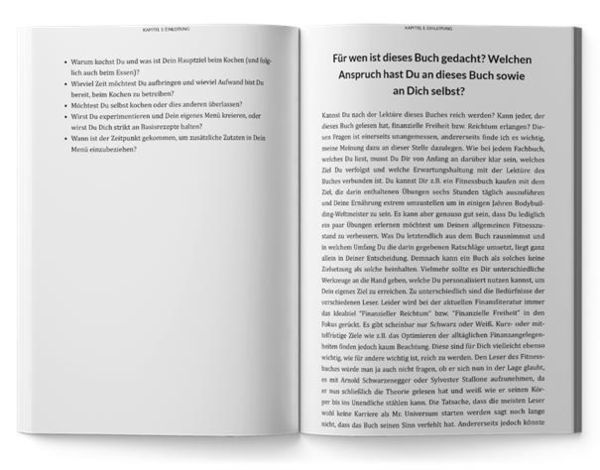 KAPITEL 1: EINLEITUNG
• Warum kochst Du und was ist Dein Hauptziel beim Kochen (und folg-
lich auch beim Essen)?
• Wieviel Zeit möchtest Du aufbringen und wieviel Aufwand bist Du
bereit, beim Kochen zu betreiben?
• Möchtest Du selbst kochen oder dies anderen überlassen?
• Wirst Du experimentieren und Dein eigenes Menü kreieren, oder
wirst Du Dich strikt an Basisrezepte halten?
• Wann ist der Zeitpunkt gekommen, um zusätzliche Zutaten in Dein
Menü einzubeziehen?
KAPITEL 1: EINLEITUNG
Für wen ist dieses Buch gedacht? Welchen
Anspruch hast Du an dieses Buch sowie
an Dich selbst?
Kannst Du nach der Lektüre dieses Buches reich werden? Kann jeder, der
dieses Buch gelesen hat, finanzielle Freiheit bzw. Reichtum erlangen? Die-
ses Fragen ist einerseits unangemessen, andererseits finde ich es wichtig,
meine Meinung dazu an dieser Stelle darzulegen. Wie bei jedem Fachbuch,
welches Du liest, musst Du Dir von Anfang an darüber klar sein, welches
Ziel Du verfolgst und welche Erwartungshaltung mit der Lektüre des
Buches verbunden ist. Du kannst Dir z.B. ein Fitnessbuch kaufen mit dem
Ziel, die darin enthaltenen Übungen sechs Stunden täglich auszuführen
und Deine Ernährung extrem umzustellen um in einigen Jahren Bodybuil-
ding-Weltmeister zu sein. Es kann aber genauso gut sein, dass Du lediglich
ein paar Übungen erlernen möchtest um Deinen allgemeinen Fitnesszu-
stand zu verbessern. Was Du letztendlich aus dem Buch rausnimmst und
in welchem Umfang Du die darin gegebenen Ratschläge umsetzt, liegt ganz
allein in Deiner Entscheidung. Demnach kann ein Buch als solches keine
Zielsetzung als solche beinhalten. Vielmehr sollte es Dir unterschiedliche
Werkzeuge an die Hand geben, welche Du personalisiert nutzen kannst, um
Dein eigenes Ziel zu erreichen. Zu unterschiedlich sind die Bedürfnisse der
verschiedenen Leser. Leider wird bei der aktuellen Finanzliteratur immer
das Idealziel "Finanzieller Reichtum" bzw. "Finanzielle Freiheit" in den
Fokus gerückt. Es gibt scheinbar nur Schwarz oder Weiß. Kurz- oder mit-
telfristige Ziele wie z.B. das Optimieren der alltäglichen Finanzangelegen-
heiten finden jedoch kaum Beachtung. Diese sind für Dich vielleicht ebenso
wichtig, wie für andere wichtig ist, reich zu werden. Den Leser des Fitness-
buches würde man ja auch nicht fragen, ob er sich nun in der Lage glaubt,
es mit Arnold Schwarzenegger oder Sylvester Stallone aufzunehmen, da
er nun schließlich die Theorie gelesen hat und weiß wie er seinen Kör-
per bis ins Unendliche stählen kann. Die Tatsache, dass die meisten Leser
wohl keine Karriere als Mr. Universum starten werden sagt noch lange
nicht, dass das Buch seinen Sinn verfehlt hat. Andererseits jedoch könnte